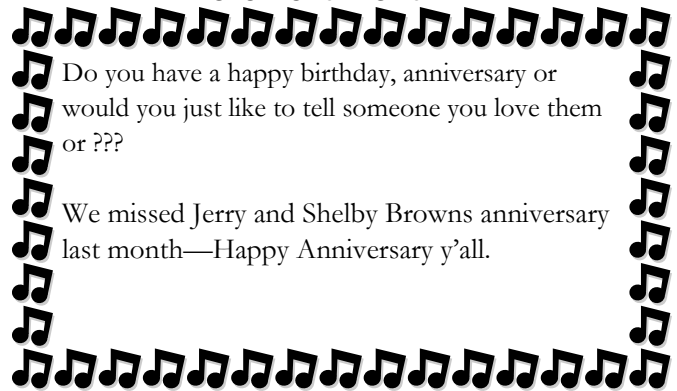 Do you have a happy birthday, anniversary or
would you just like to tell someone you love them
or ???
We missed Jerry and Shelby Browns anniversary
last month—Happy Anniversary y’all.